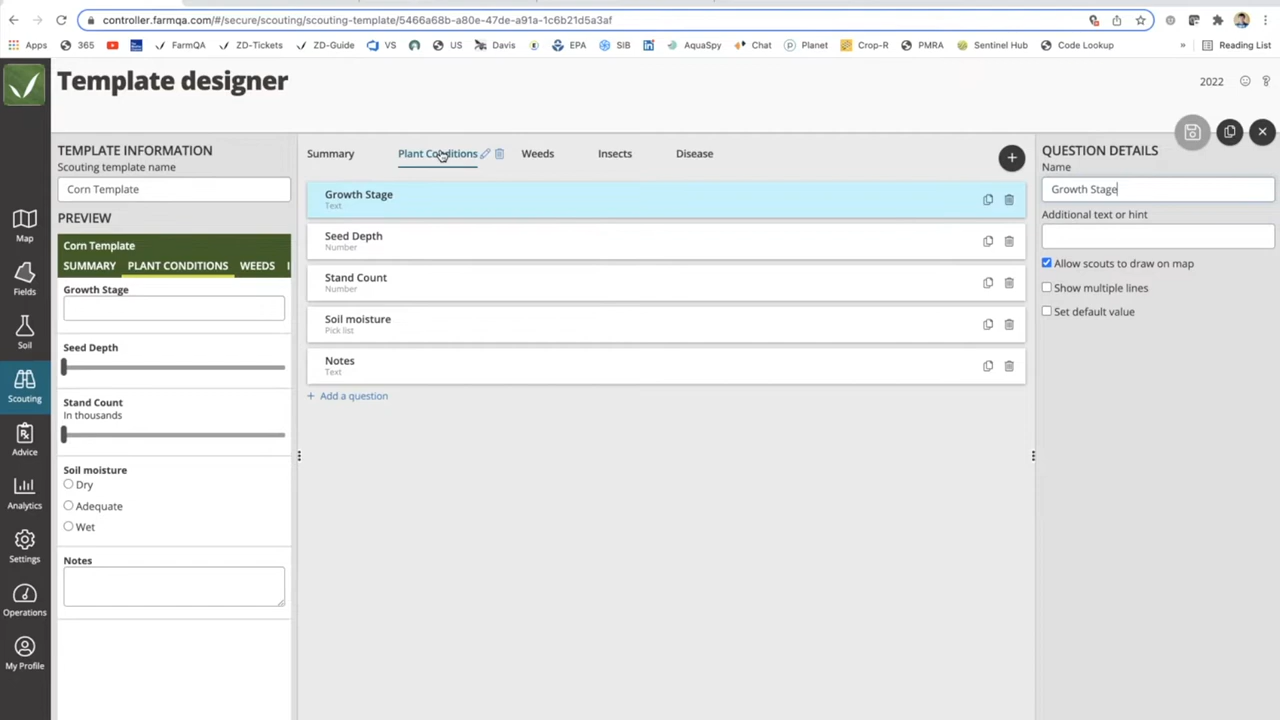 controller.farmqa.com/#/secure/scouting/scouting-template/5466a68b-a80e-47de-a91a-1c6b21d5a3af
Apps 365 FarmQA ZD-Tickets ZD-Guide VS US Davis EPA SIB AquaSpy Chat Planet Crop-R PMRA Sentinel Hub Code Lookup » Reading List
Template designer
2022
TEMPLATE INFORMATION
Scouting template name
Corn Template
PREVIEW
Corn Template
SUMMARY PLANT CONDITIONS WEEDS
Growth Stage
Seed Depth
Stand Count
In thousands
Soil moisture
Dry
Adequate
Wet
Notes
Summary Plant Conditions Weeds Insects Disease
Growth Stage
Text
Seed Depth
Number
Stand Count
Number
Soil moisture
Pick list
Notes
Text
+ Add a question
QUESTION DETAILS
Name
Growth Stage
Additional text or hint
Allow scouts to draw on map
Show multiple lines
Set default value
Map
Fields
Soil
Scouting
Advice
Analytics
Settings
Operations
My Profile